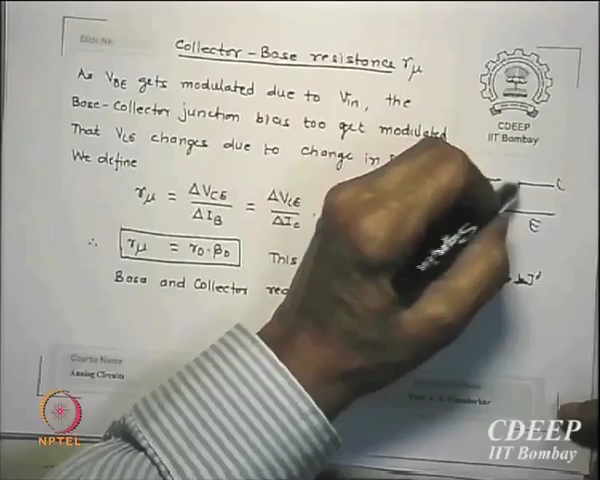 Slide No.
Collector-Base resistance rμ
As VBE gets modulated due to Vin, the
Base-Collector junction bias too get modulated
That VCE changes due to change in
We define
rμ = ΔVCE / ΔIB = ΔVCE / ΔIC
∴ rμ = r0 · β0 This
Base and Collector
C
E
CDEEP
IIT Bombay
Course Name
Analog Circuits
NPTEL
CDEEP
IIT Bombay